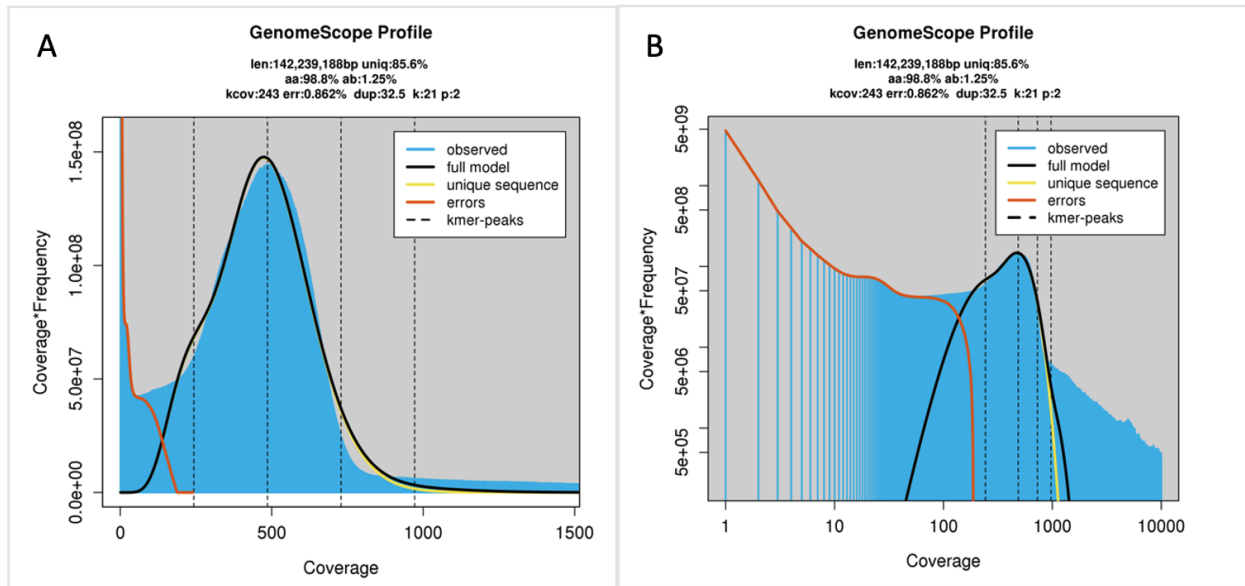 A
GenomeScope Profile
len:142,239,188bp uniq:85.6%
aa:98.8% ab:1.25%
kcov:243 err:0.862% dup:32.5 k:21 p:2
observed
full model
unique sequence
errors
kmer-peaks
Coverage*Frequency
1.5e+08
1.0e+08
5.0e+07
0.0e+00
0
500
1000
1500
Coverage
B
GenomeScope Profile
len:142,239,188bp uniq:85.6%
aa:98.8% ab:1.25%
kcov:243 err:0.862% dup:32.5 k:21 p:2
observed
full model
unique sequence
errors
kmer-peaks
Coverage*Frequency
5e+09
5e+08
5e+07
5e+06
5e+05
1
10
100
1000
10000
Coverage